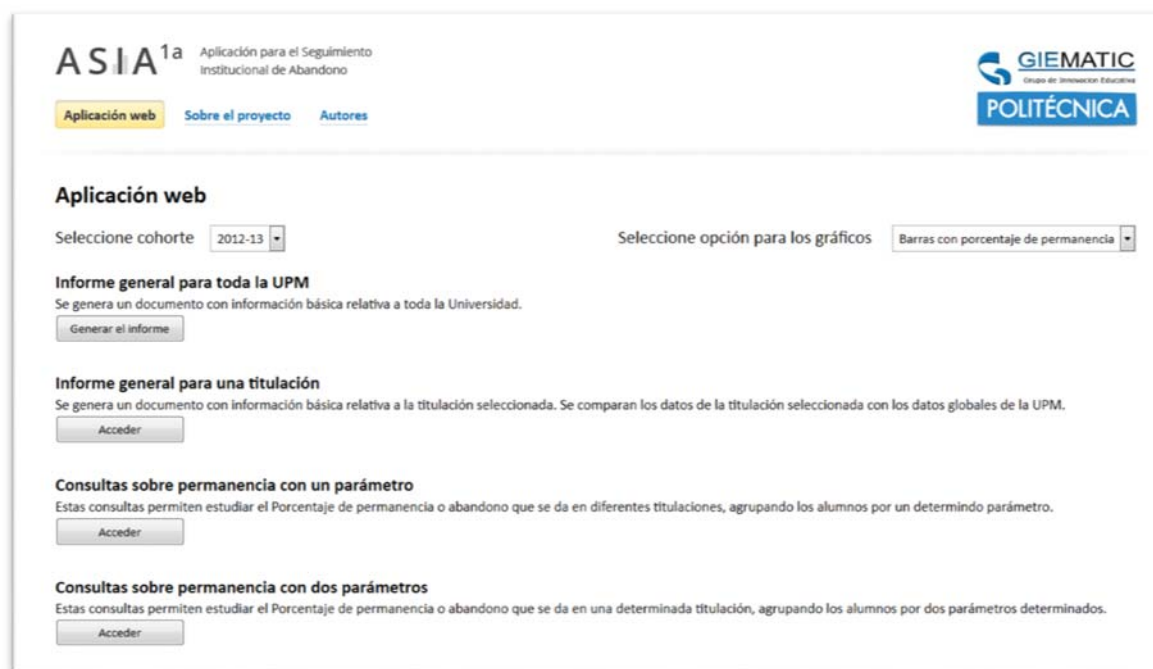 ASIA 1a
Aplicación para el Seguimiento
Institucional de Abandono
GIEMATIC
Grupo de Innovacion Educativa
POLITÉCNICA
Aplicación web Sobre el proyecto Autores
Aplicación web
Seleccione cohorte 2012-13 Seleccione opción para los gráficos Barras con porcentaje de permanencia
Informe general para toda la UPM
Se genera un documento con información básica relativa a toda la Universidad.
Generar el informe
Informe general para una titulación
Se genera un documento con información básica relativa a la titulación seleccionada. Se comparan los datos de la titulación seleccionada con los datos globales de la UPM.
Acceder
Consultas sobre permanencia con un parámetro
Estas consultas permiten estudiar el Porcentaje de permanencia o abandono que se da en diferentes titulaciones, agrupando los alumnos por un determindo parámetro.
Acceder
Consultas sobre permanencia con dos parámetros
Estas consultas permiten estudiar el Porcentaje de permanencia o abandono que se da en una determinada titulación, agrupando los alumnos por dos parámetros determinados.
Acceder